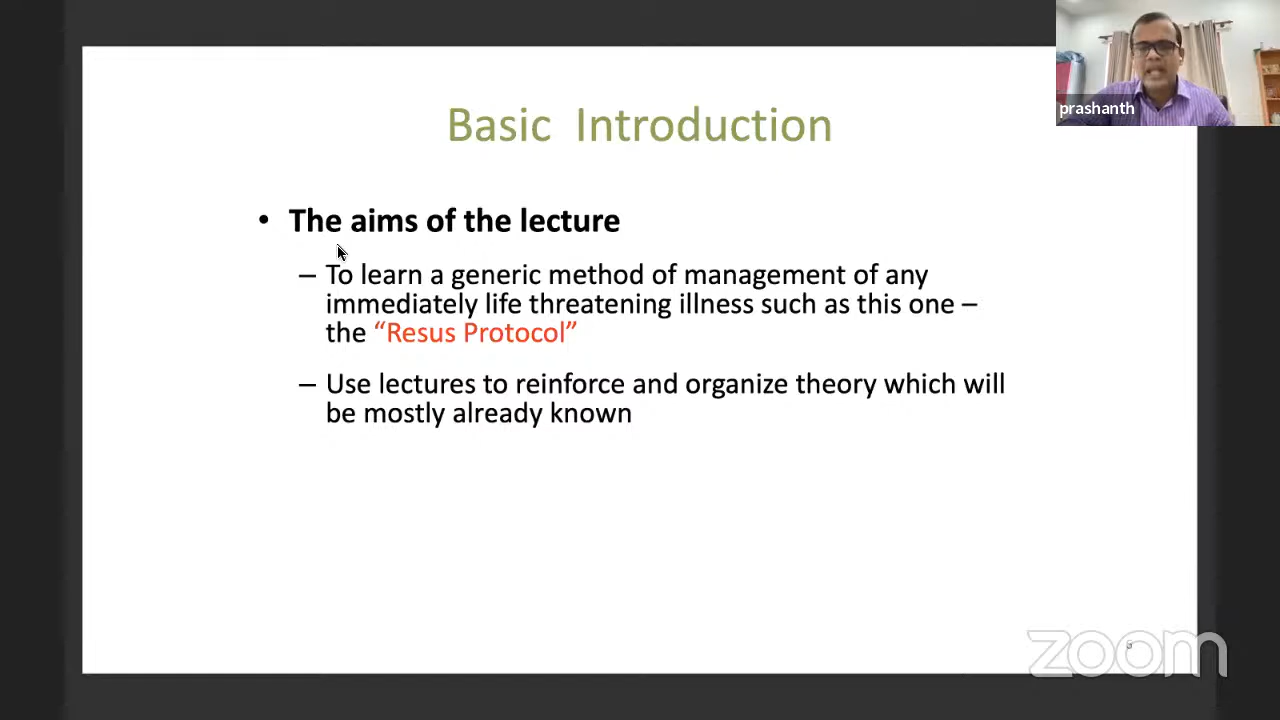 prashanth
Basic Introduction
• The aims of the lecture
– To learn a generic method of management of any
immediately life threatening illness such as this one –
the “Resus Protocol”
– Use lectures to reinforce and organize theory which will
be mostly already known
zoom